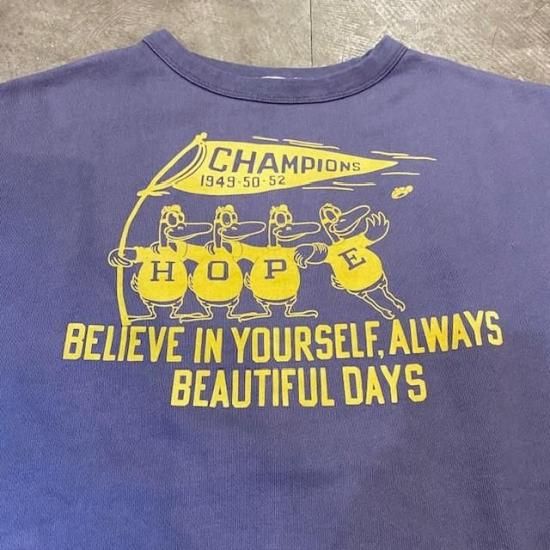 CHAMPIONS
1949-50-52
HOPE
BELIEVE IN YOURSELF, ALWAYS
BEAUTIFUL DAYS